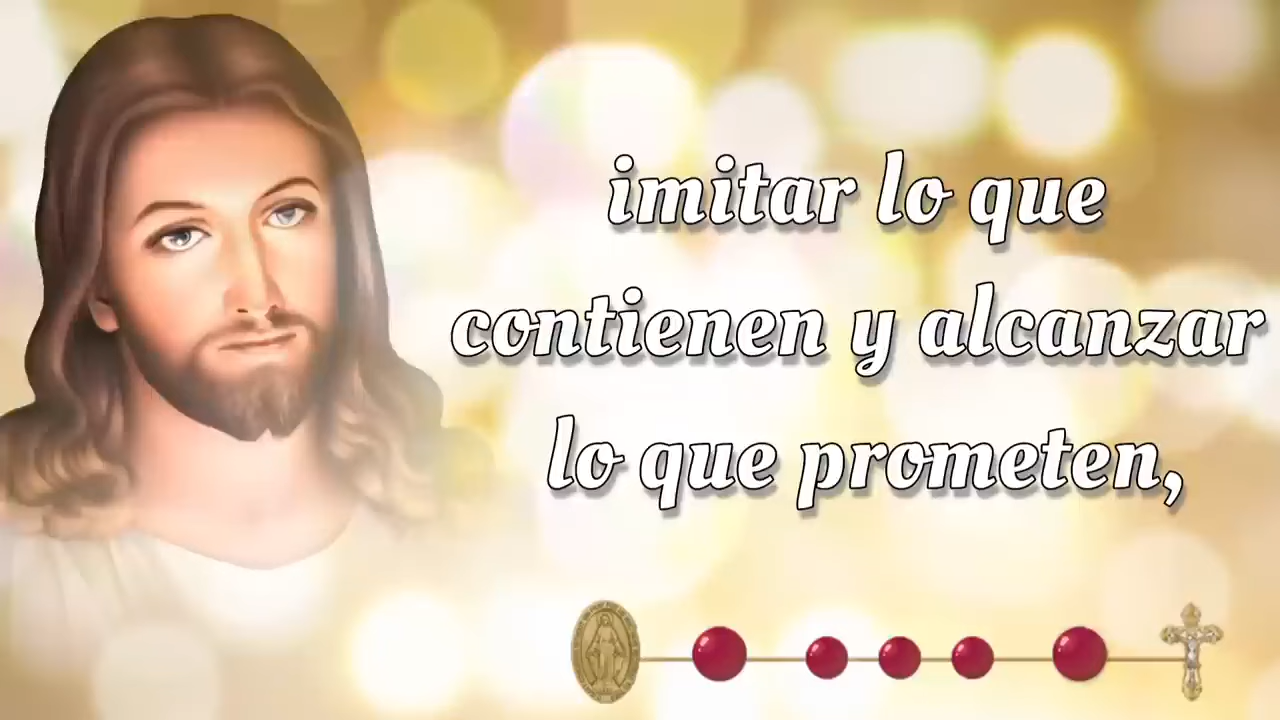 imitar lo que
contienen y alcanzar
lo que prometen,